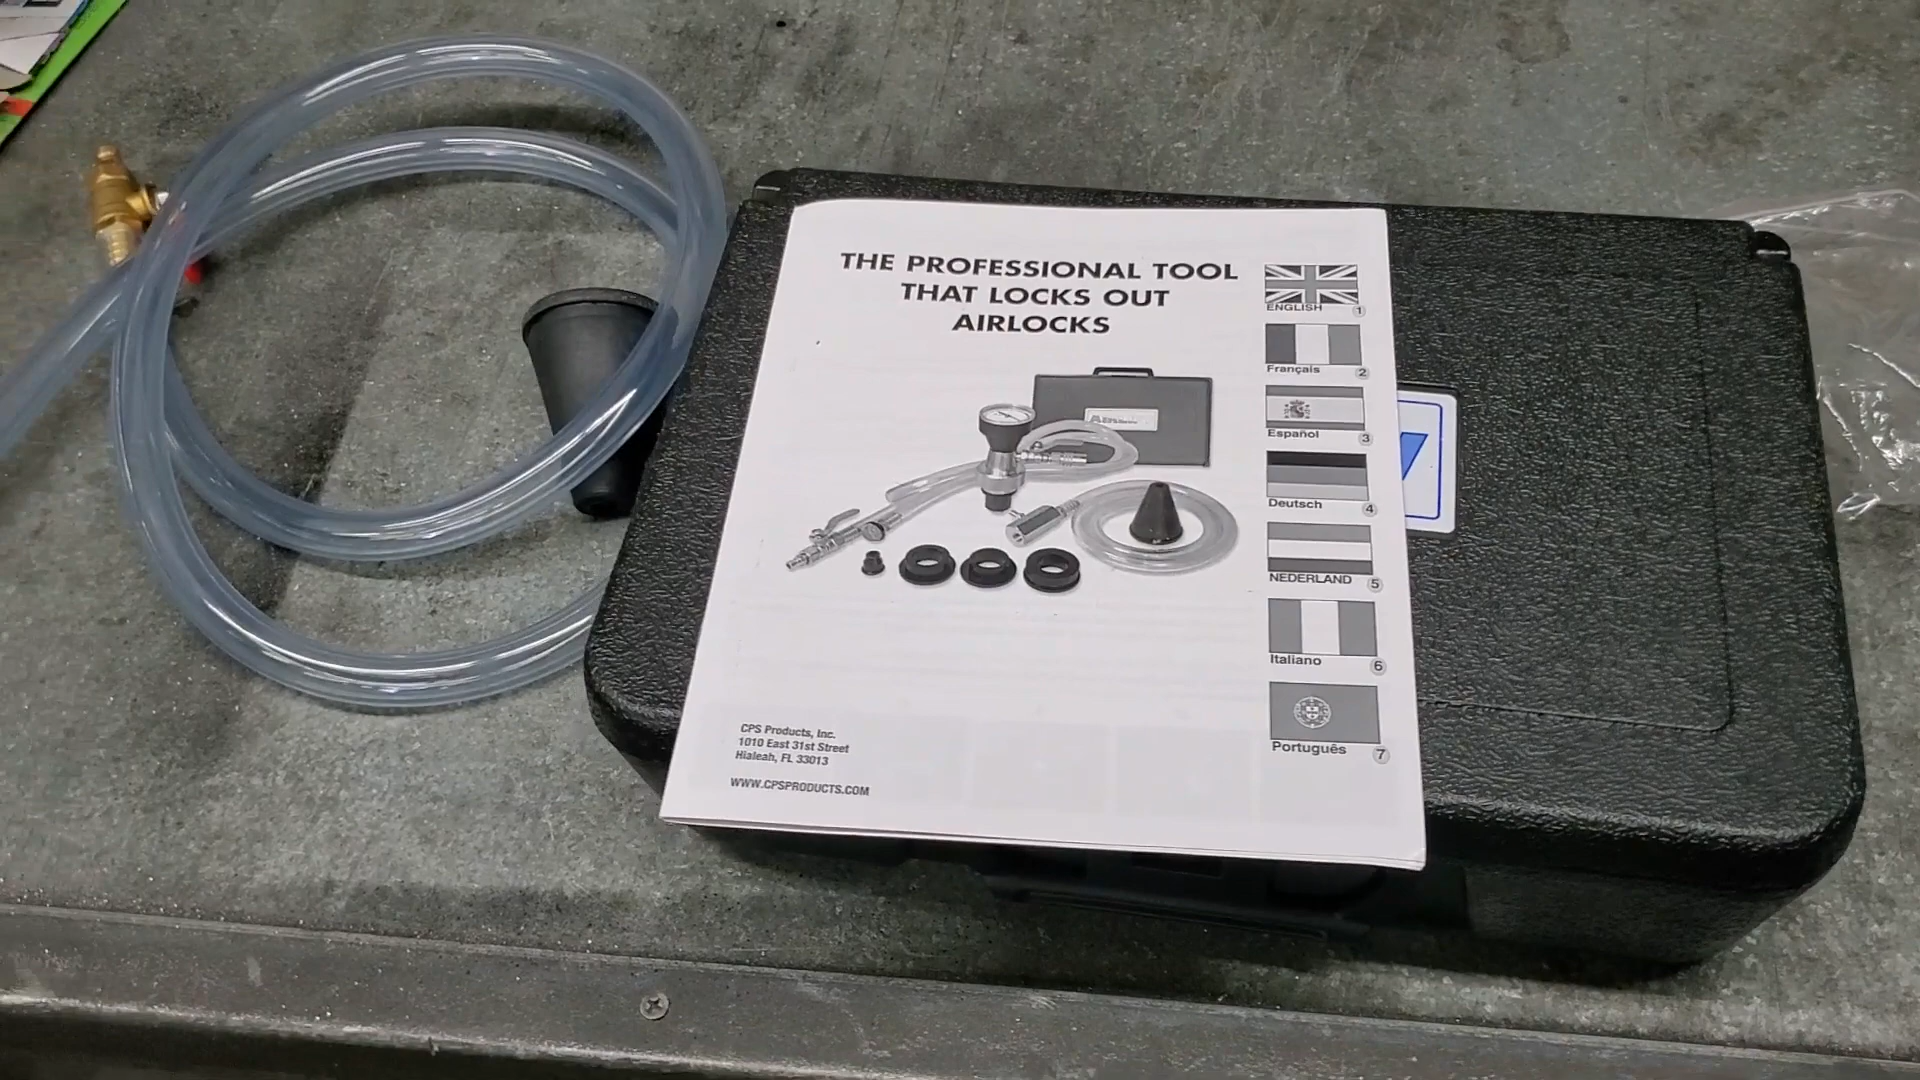 THE PROFESSIONAL TOOL
THAT LOCKS OUT
AIRLOCKS
ENGLISH 1
Français 2
Español 3
Deutsch 4
NEDERLAND 5
Italiano 6
Português 7
CPS Products, Inc.
1010 East 31st Street
Hialeah, FL 33013
WWW.CPSPRODUCTS.COM